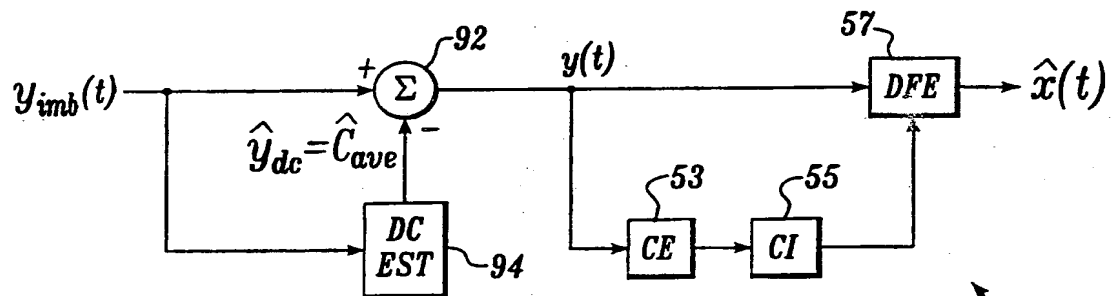 57
92
y_imb(t)
+
Σ
y(t)
DFE
x̂(t)
−
ŷ_dc=Ĉ_ave
53
55
DC
EST
94
CE
CI